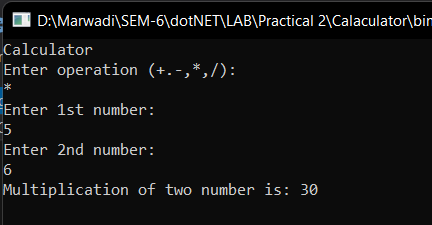 D:\Marwadi\SEM-6\dotNET\LAB\Practical 2\Calaculator\bin
Calculator
Enter operation (+.-,*,/):
*
Enter 1st number:
5
Enter 2nd number:
6
Multiplication of two number is: 30